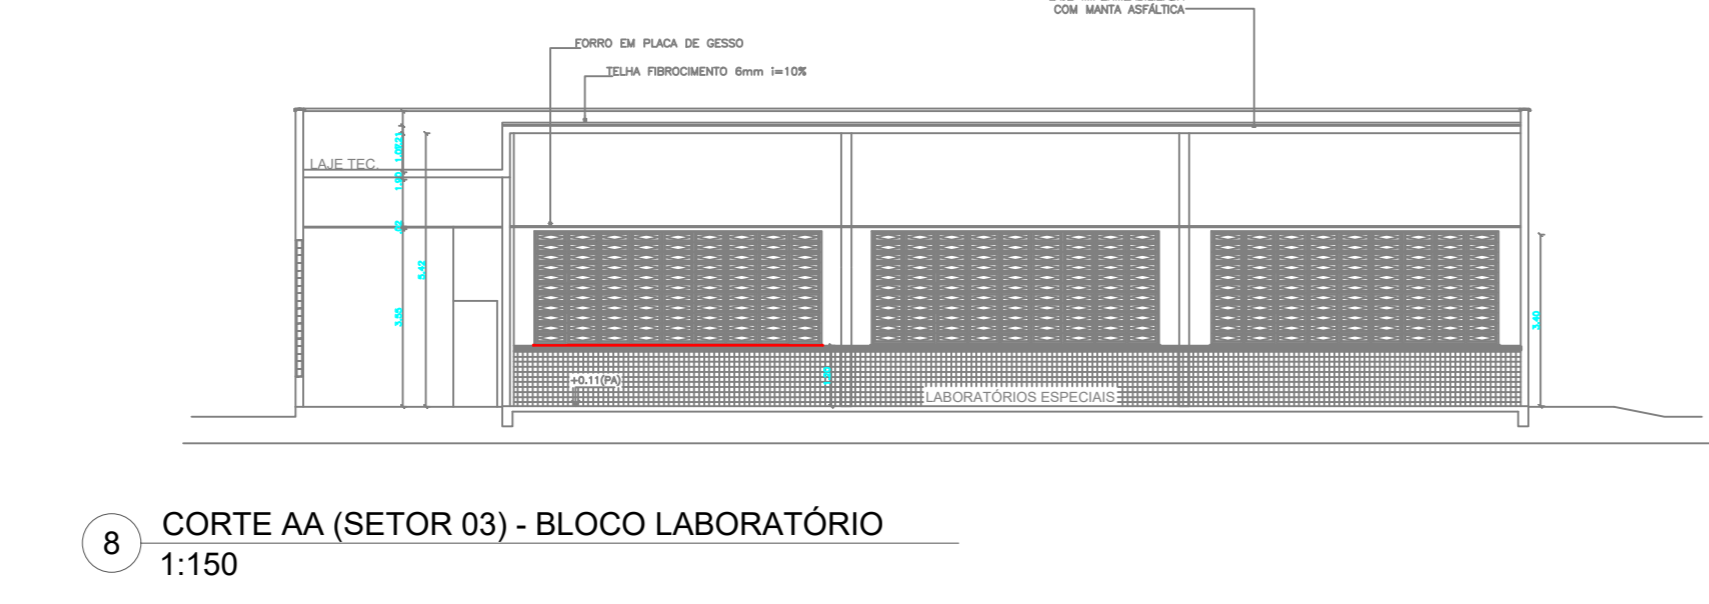 COM MANTA ASFÁLTICA
FORRO EM PLACA DE GESSO
TELHA FIBROCIMENTO 6mm i=10%
LAJE TEC.
5.42
3.55
3.40
+0.11(PA)
LABORATÓRIOS ESPECIAIS
8
CORTE AA (SETOR 03) - BLOCO LABORATÓRIO
1:150